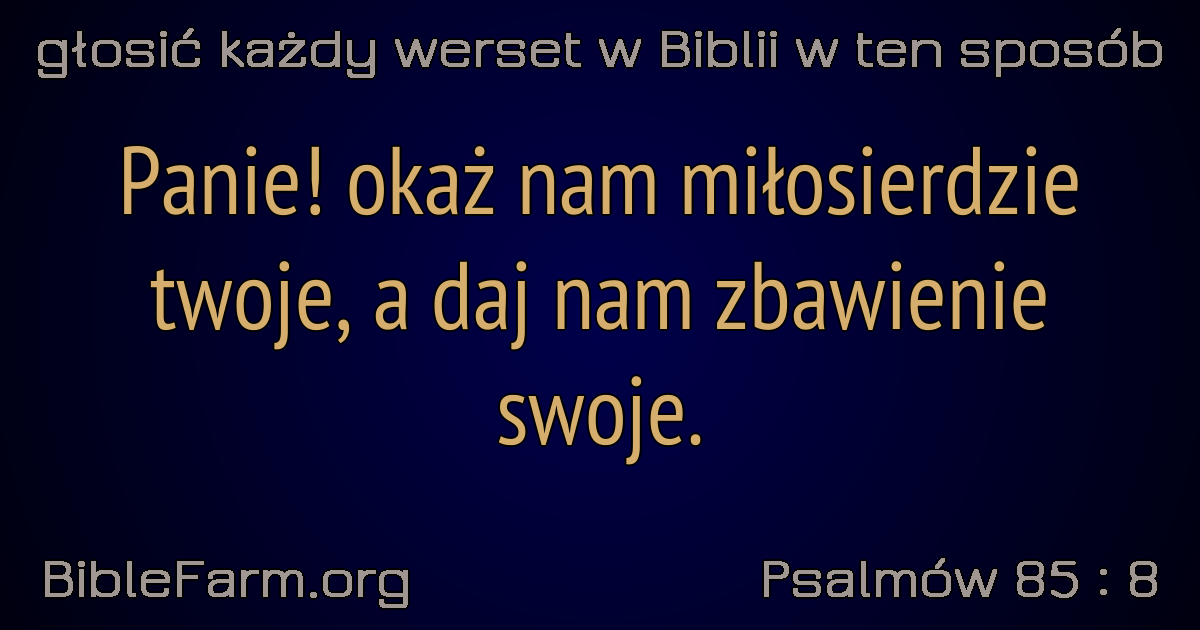 głosić każdy werset w Biblii w ten sposób
Panie! okaż nam miłosierdzie
twoje, a daj nam zbawienie
swoje.
BibleFarm.org
Psalmów 85 : 8